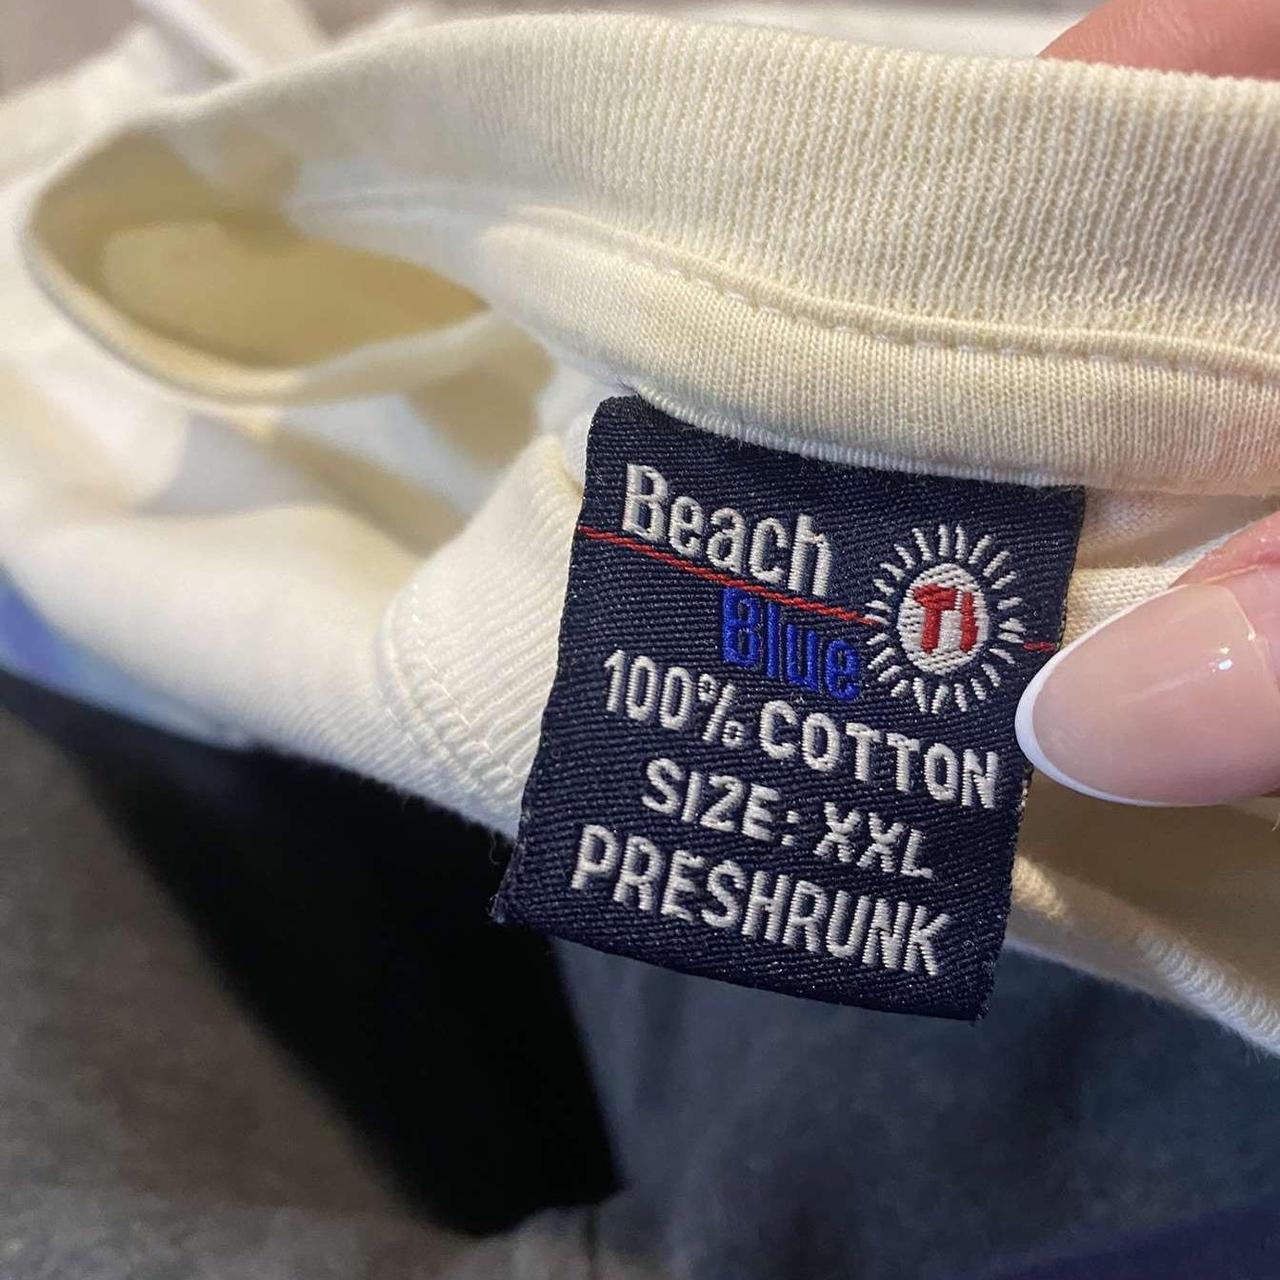 Beach
Blue
100% COTTON
SIZE: XXL
PRESHRUNK